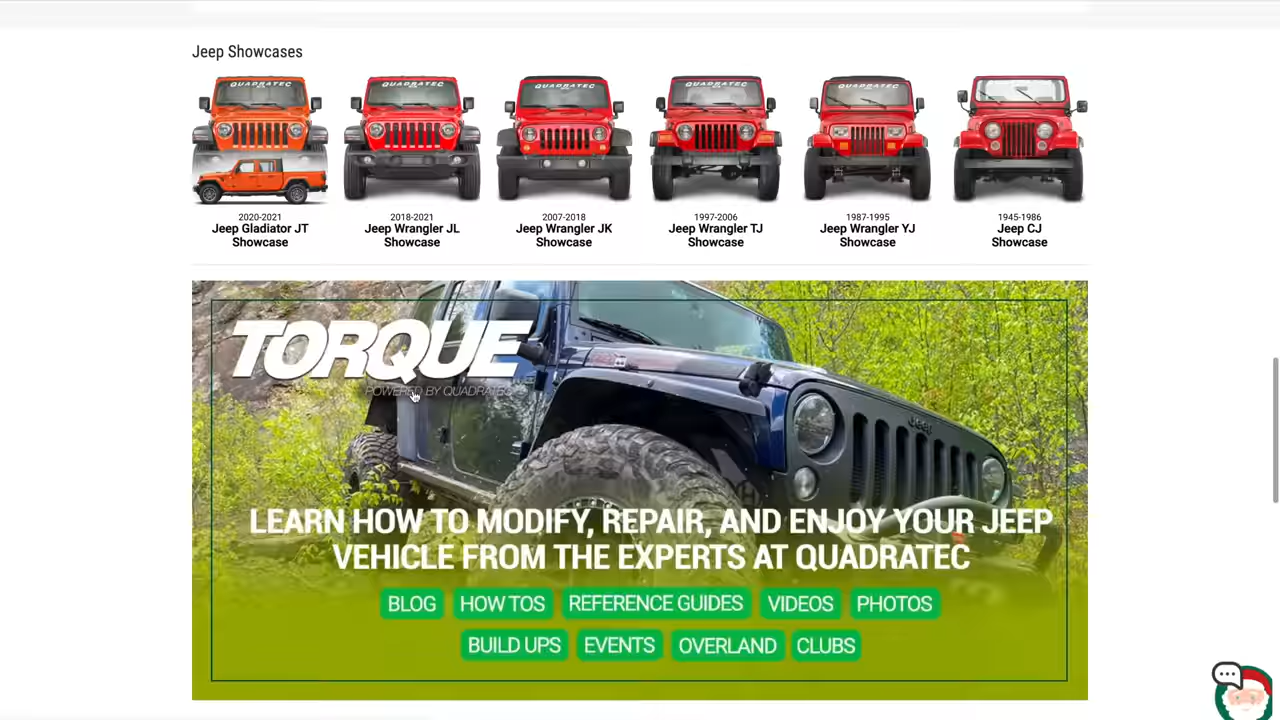 Jeep Showcases
QUADRATEC
QUADRATEC
QUADRATEC
QUADRATEC
QUADRATEC
2020-2021
Jeep Gladiator JT
Showcase
2018-2021
Jeep Wrangler JL
Showcase
2007-2018
Jeep Wrangler JK
Showcase
1997-2006
Jeep Wrangler TJ
Showcase
1987-1995
Jeep Wrangler YJ
Showcase
1945-1986
Jeep CJ
Showcase
TORQUE
POWERED BY QUADRATEC
Jeep
LEARN HOW TO MODIFY, REPAIR, AND ENJOY YOUR JEEP
VEHICLE FROM THE EXPERTS AT QUADRATEC
BLOG HOW TOS REFERENCE GUIDES VIDEOS PHOTOS
BUILD UPS EVENTS OVERLAND CLUBS